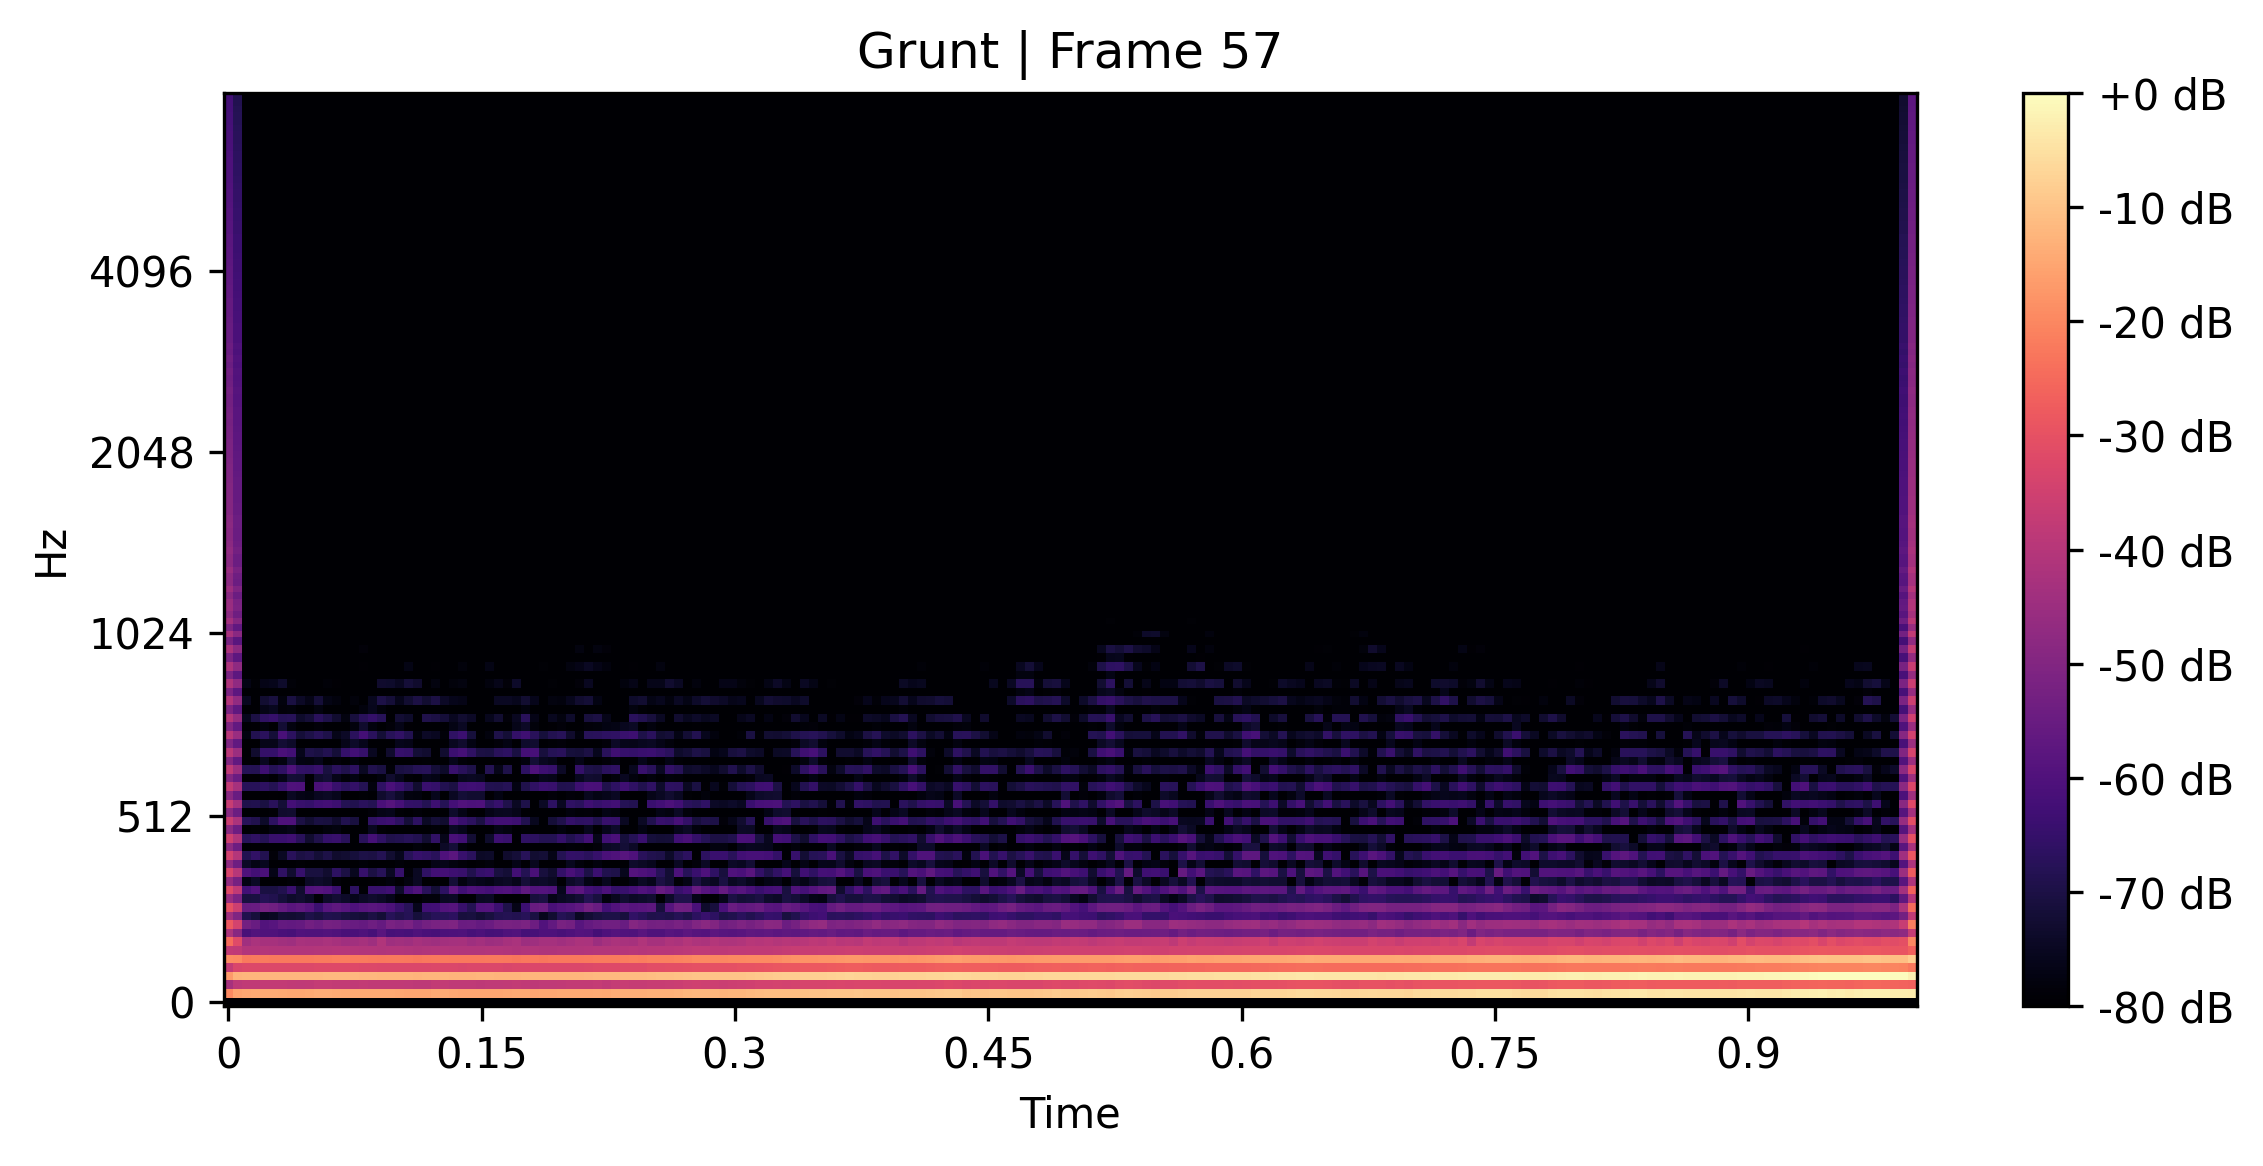 Grunt | Frame 57
+0 dB
-10 dB
-20 dB
-30 dB
-40 dB
-50 dB
-60 dB
-70 dB
-80 dB
Hz
4096
2048
1024
512
0
0 0.15 0.3 0.45 0.6 0.75 0.9
Time